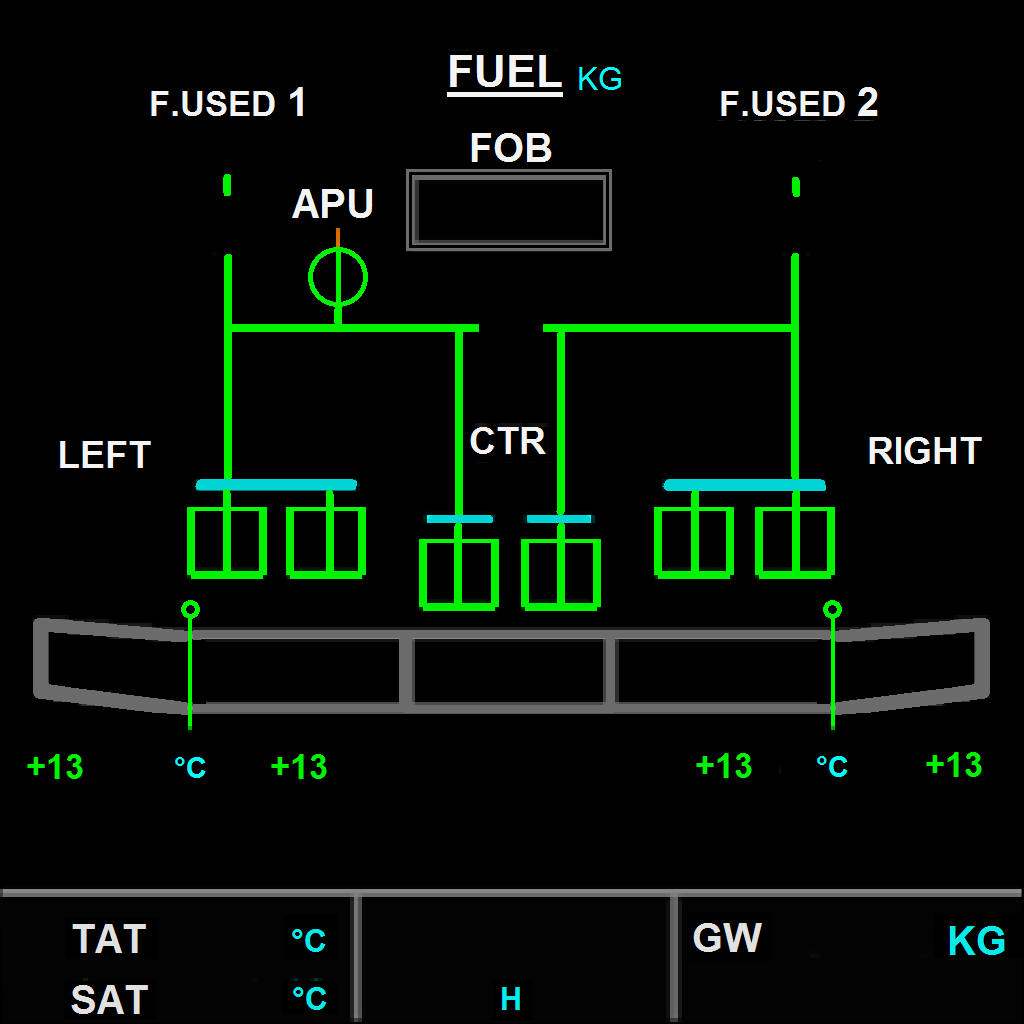 FUEL KG
F.USED 1
F.USED 2
FOB
APU
LEFT
CTR
RIGHT
+13 °C +13
+13 °C +13
TAT °C
GW KG
SAT °C
H